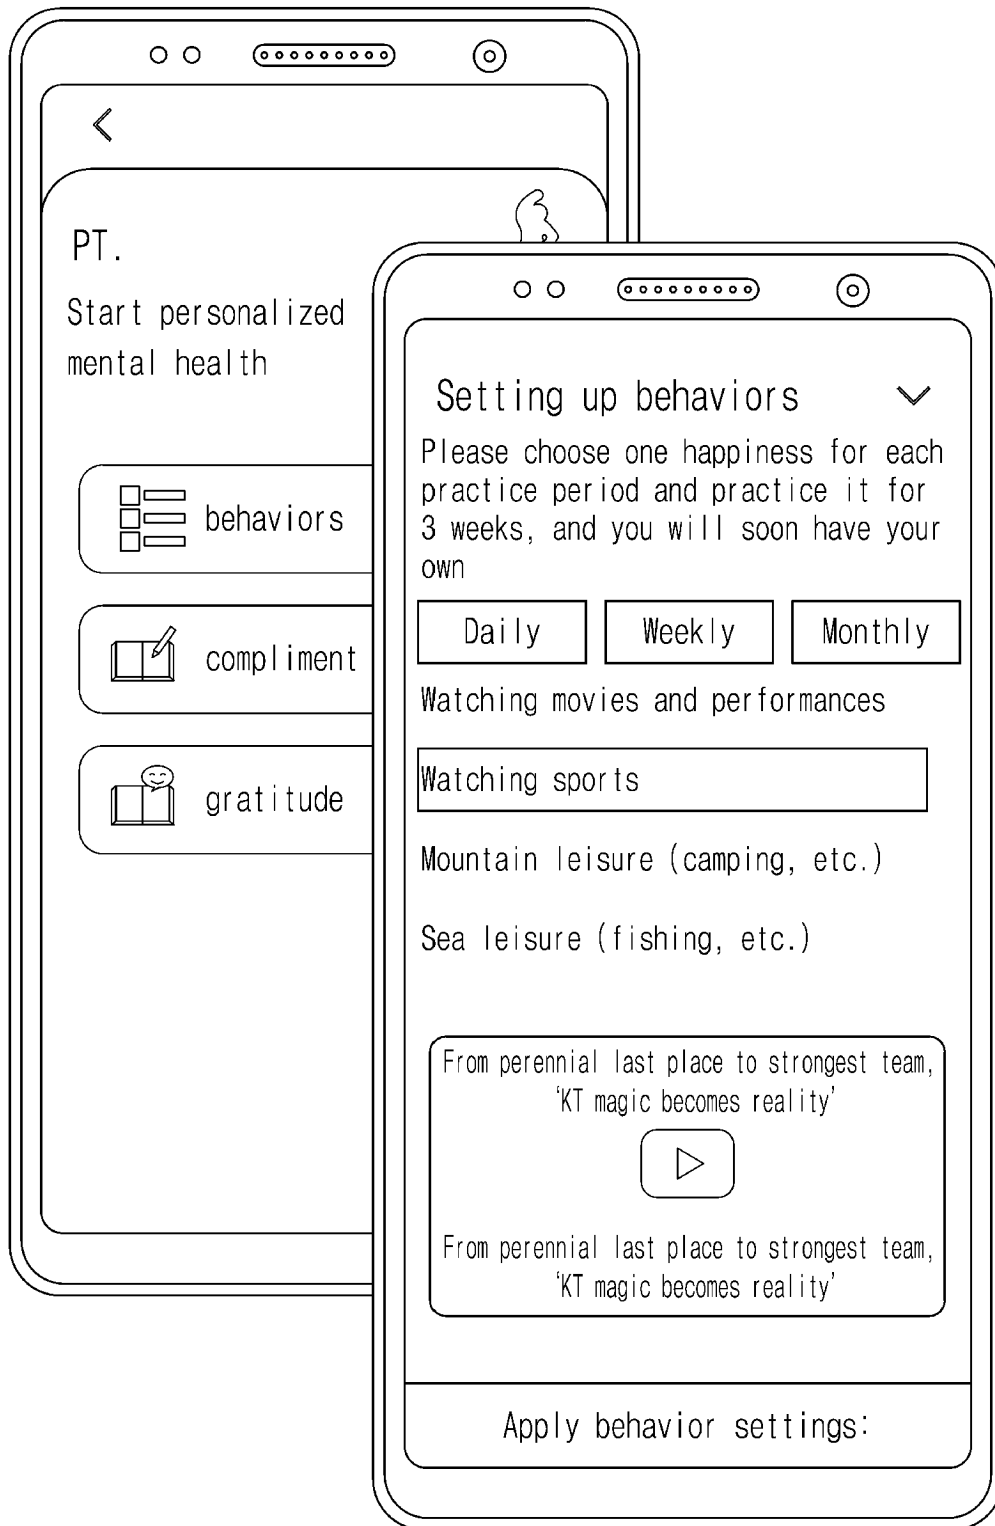 PT.
Start personalized
mental health
behaviors
compliment
gratitude
Setting up behaviors
Please choose one happiness for each
practice period and practice it for
3 weeks, and you will soon have your
own
Daily
Weekly
Monthly
Watching movies and performances
Watching sports
Mountain leisure (camping, etc.)
Sea leisure (fishing, etc.)
From perennial last place to strongest team,
‘KT magic becomes reality’
From perennial last place to strongest team,
‘KT magic becomes reality’
Apply behavior settings: